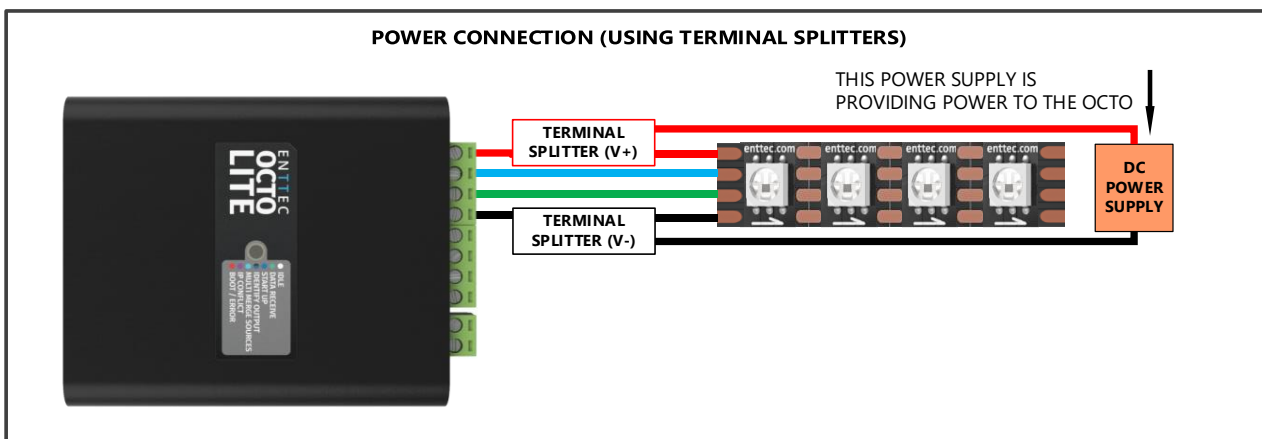 POWER CONNECTION (USING TERMINAL SPLITTERS)
THIS POWER SUPPLY IS
PROVIDING POWER TO THE OCTO
TERMINAL
SPLITTER (V+)
enttec.com
enttec.com
enttec.com
enttec.com
DC
POWER
SUPPLY
TERMINAL
SPLITTER (V-)
ENTTEC
OCTO
LITE
IDLE
DATA RECEIVE
START UP
IDENTIFY OUTPUT
MULTI MERGE SOURCES
IP CONFLICT
BOOT / ERROR